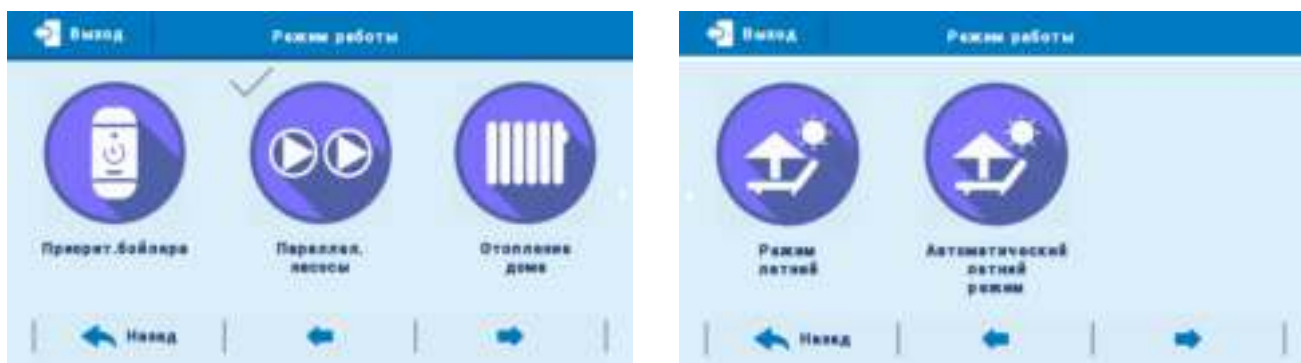 Выход
Режим работы
Приорит.бойлера
Параллел.
насосы
Отопление
дома
Назад
Выход
Режим работы
Режим
летний
Автоматический
летний
режим
Назад